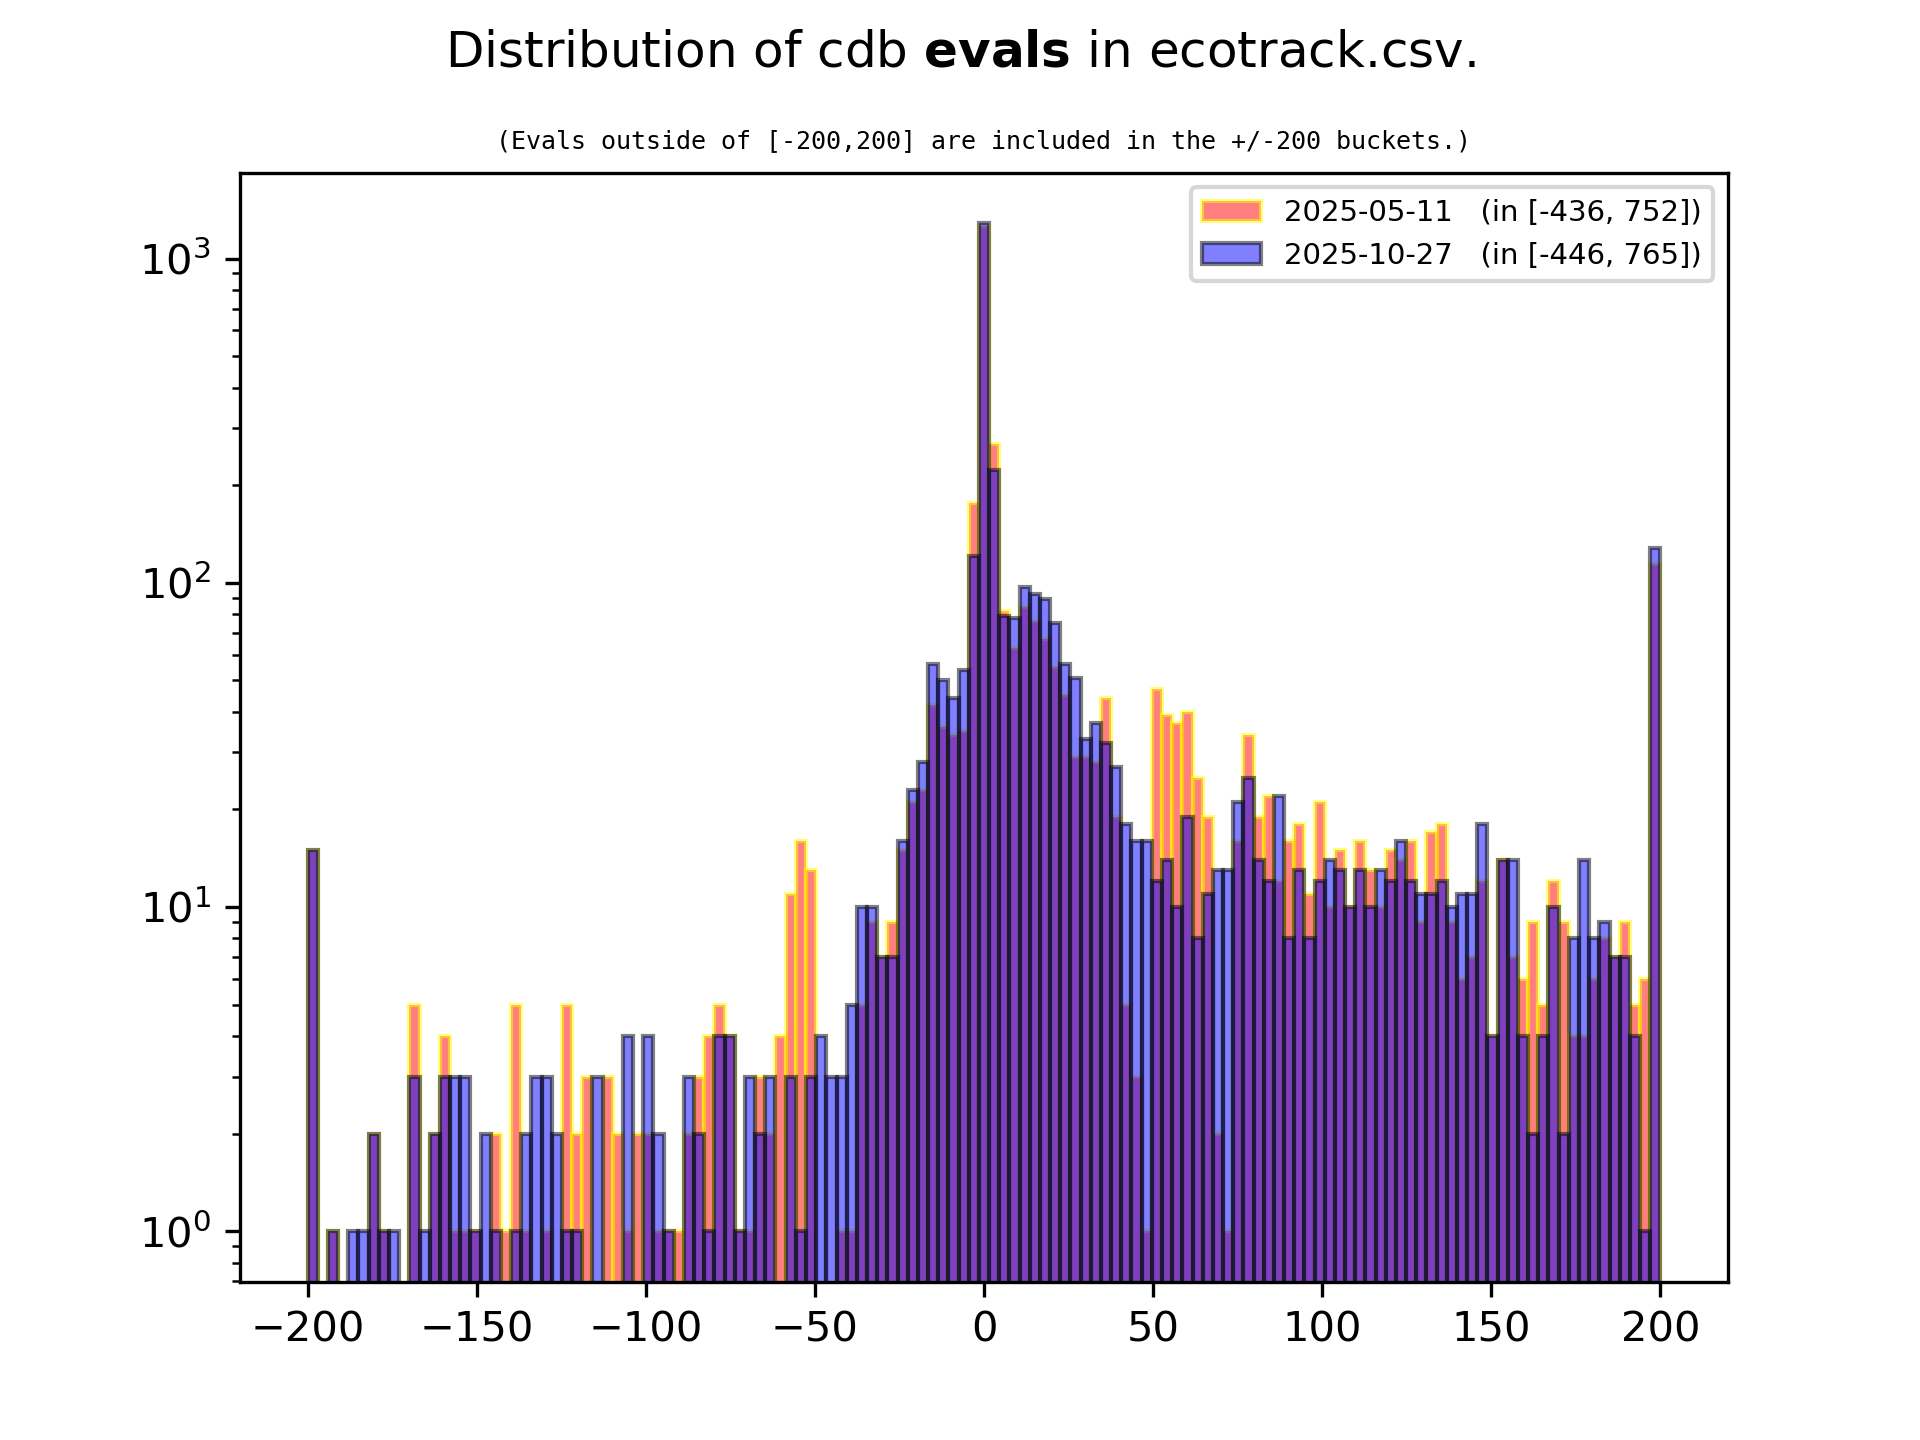 Distribution of cdb evals in ecotrack.csv.
(Evals outside of [-200,200] are included in the +/-200 buckets.)
2025-05-11 (in [-436, 752])
2025-10-27 (in [-446, 765])
10³
10²
10¹
10⁰
−200 −150 −100 −50 0 50 100 150 200